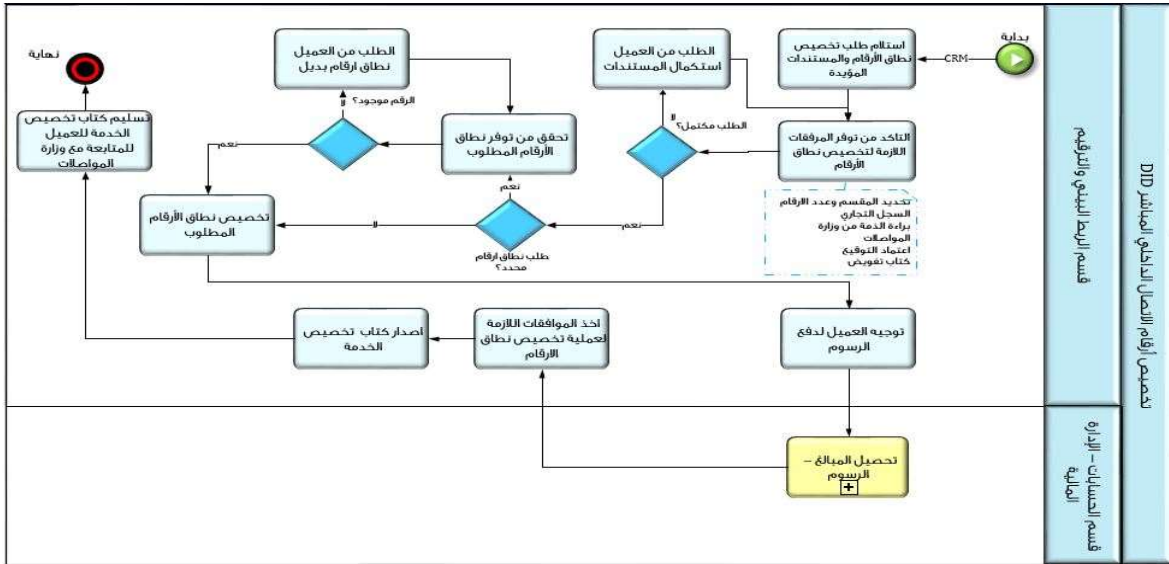 تخصيص أرقام الاتصال الداخلي المباشر DID
قسم الربط البيني والترقيم
بداية
CRM
استلام طلب تخصيص
نطاق الأرقام والمستندات
المؤيدة
التاكد من توفر المرفقات
اللازمة لتخصيص نطاق
الأرقام
تحديد المقسم وعدد الارقام
السجل التجاري
براءة الذمة من وزارة
المواصلات
اعتماد التوقيع
كتاب تفويض
الطلب مكتمل؟
لا
الطلب من العميل
استكمال المستندات
نعم
طلب نطاق ارقام
محدد؟
نعم
لا
تحقق من توفر نطاق
الأرقام المطلوب
الرقم موجود؟
لا
الطلب من العميل
نطاق ارقام بديل
نعم
تخصيص نطاق الأرقام
المطلوب
توجيه العميل لدفع
الرسوم
قسم الحسابات – الإدارة
المالية
تحصيل المبالغ –
الرسوم
اخذ الموافقات اللازمة
لعملية تخصيص نطاق
الارقام
اصدار كتاب تخصيص
الخدمة
تسليم كتاب تخصيص
الخدمة للعميل
للمتابعة مع وزارة
المواصلات
نهاية